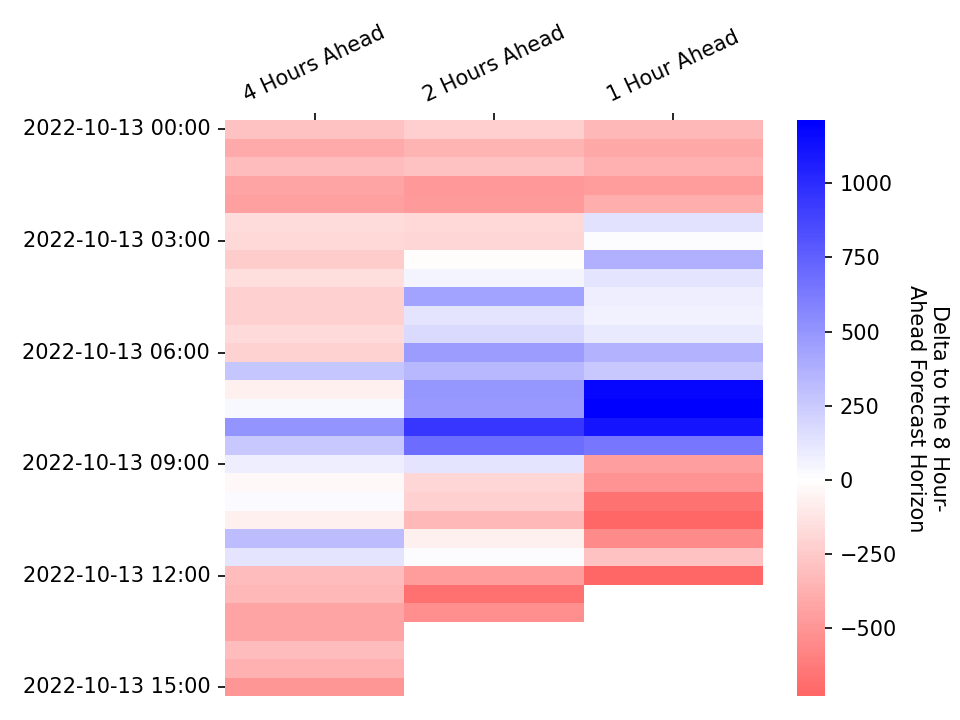 4 Hours Ahead
2 Hours Ahead
1 Hour Ahead
2022-10-13 00:00
2022-10-13 03:00
2022-10-13 06:00
2022-10-13 09:00
2022-10-13 12:00
2022-10-13 15:00
1000
750
500
250
0
−250
−500
Delta to the 8 Hour-
Ahead Forecast Horizon